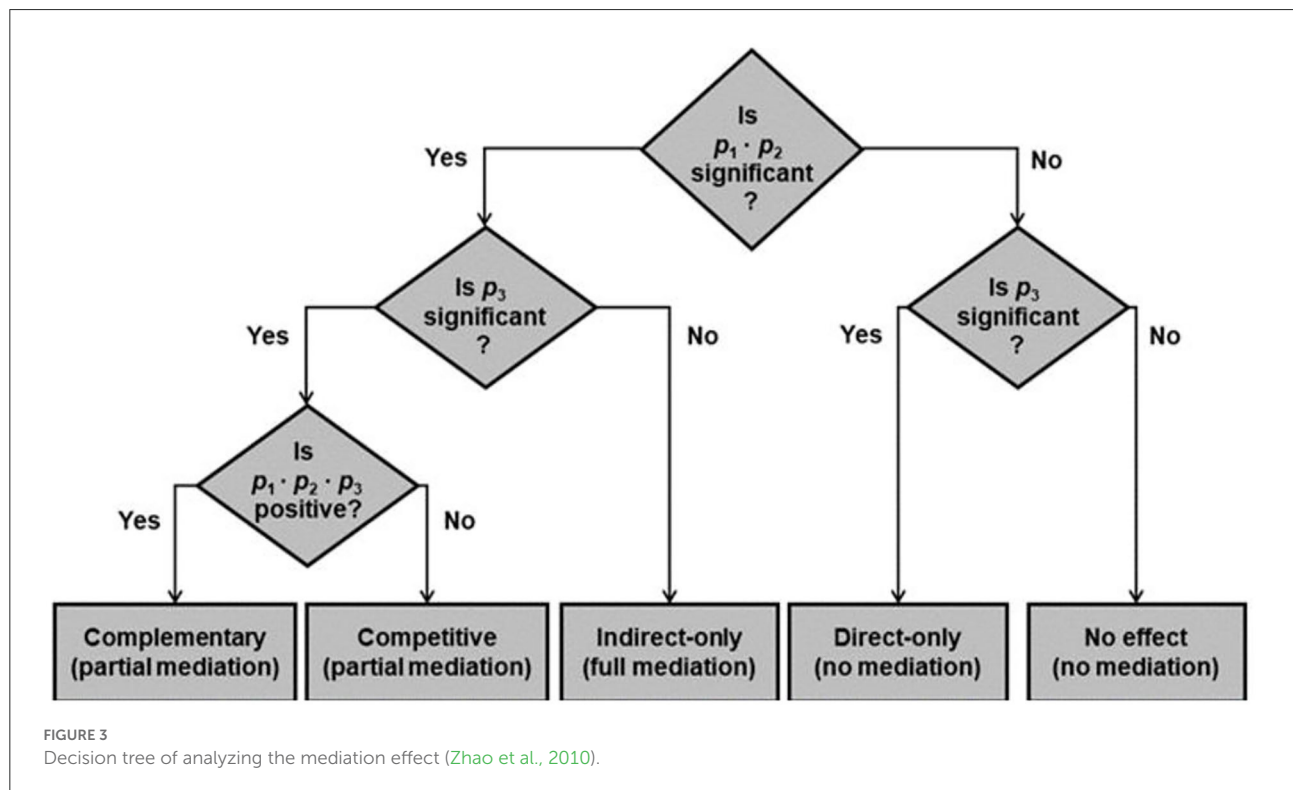 Is
p₁ · p₂
significant
?
Yes
No
Is p₃
significant
?
Is p₃
significant
?
Yes
No
Yes
No
Is
p₁ · p₂ · p₃
positive?
Yes
No
Complementary
(partial mediation)
Competitive
(partial mediation)
Indirect-only
(full mediation)
Direct-only
(no mediation)
No effect
(no mediation)
FIGURE 3
Decision tree of analyzing the mediation effect (Zhao et al., 2010).